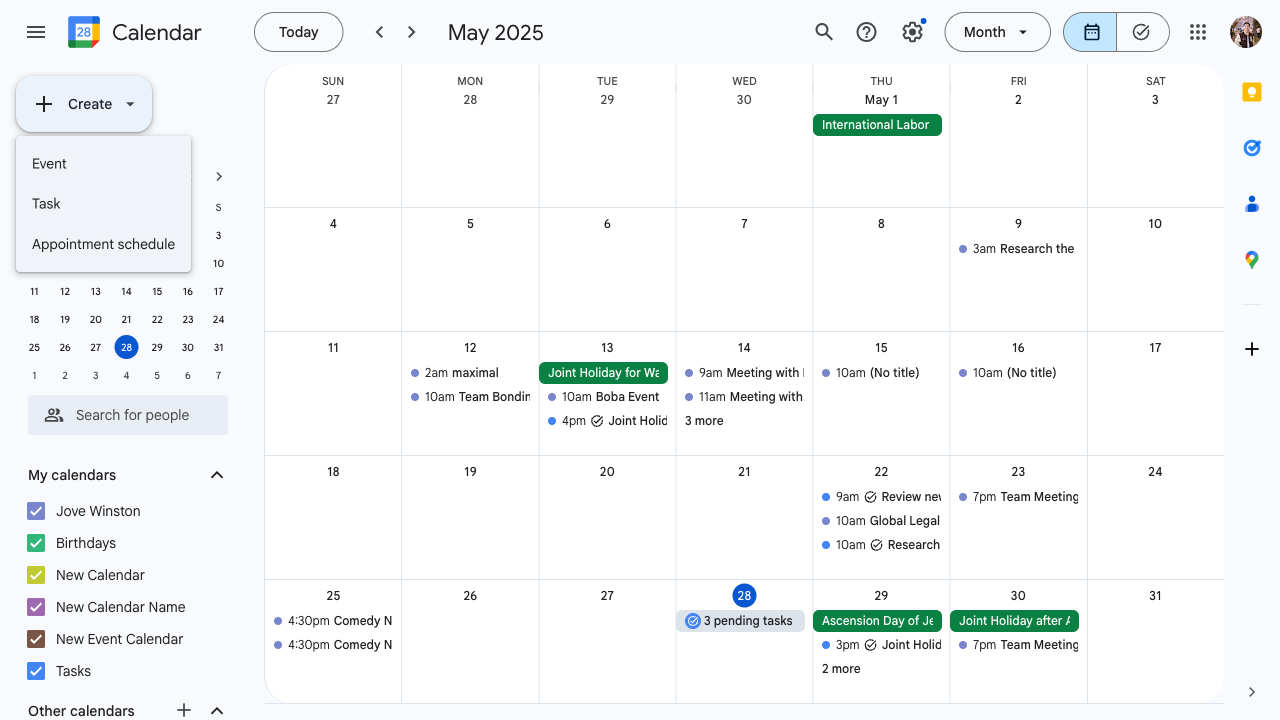 28
Calendar
Today
May 2025
Month
Create
Event
Task
Appointment schedule
S
3
10
11 12 13 14 15 16 17
18 19 20 21 22 23 24
25 26 27 28 29 30 31
1 2 3 4 5 6 7
Search for people
My calendars
Jove Winston
Birthdays
New Calendar
New Calendar Name
New Event Calendar
Tasks
Other calendars
SUN MON TUE WED THU FRI SAT
27 28 29 30 May 1 2 3
International Labor
4 5 6 7 8 9 10
3am Research the
11 12 13 14 15 16 17
2am maximal
10am Team Bondin
Joint Holiday for Wa
10am Boba Event
4pm Joint Holid
9am Meeting with
11am Meeting with
3 more
10am (No title)
10am (No title)
18 19 20 21 22 23 24
9am Review nev
10am Global Legal
10am Research
7pm Team Meeting
25 26 27 28 29 30 31
4:30pm Comedy N
4:30pm Comedy N
3 pending tasks
Ascension Day of Je
3pm Joint Holid
2 more
Joint Holiday after A
7pm Team Meeting